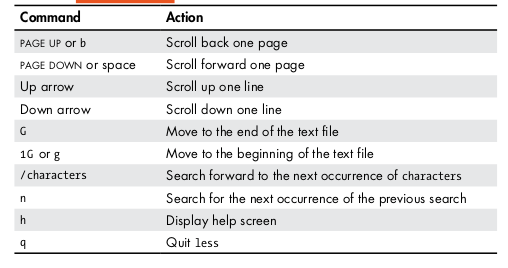 Command Action
PAGE UP or b Scroll back one page
PAGE DOWN or space Scroll forward one page
Up arrow Scroll up one line
Down arrow Scroll down one line
G Move to the end of the text file
1G or g Move to the beginning of the text file
/characters Search forward to the next occurrence of characters
n Search for the next occurrence of the previous search
h Display help screen
q Quit less